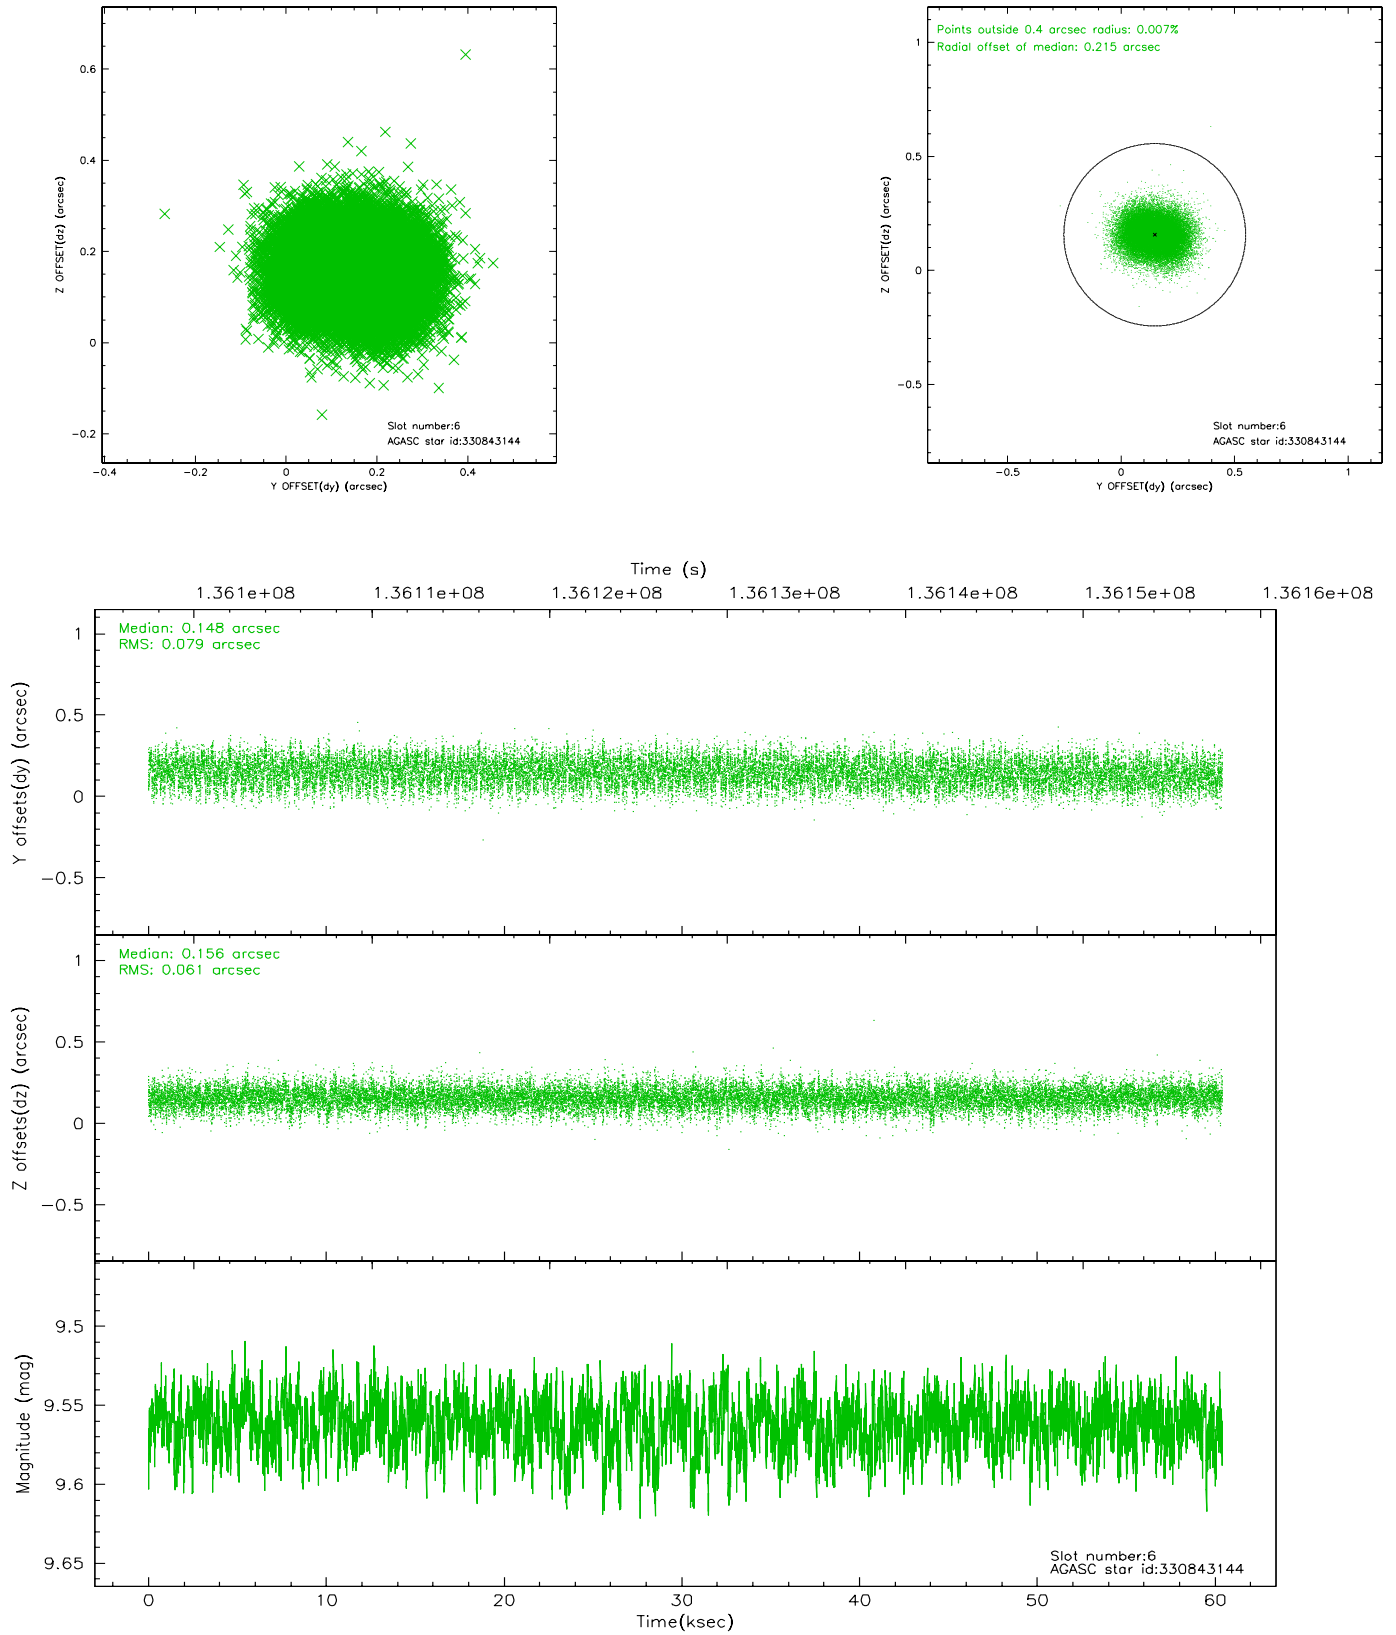 0.6
0.4
0.2
0
−0.2
Z OFFSET(dz) (arcsec)
Slot number:6
AGASC star id:330843144
−0.4 −0.2 0 0.2 0.4
Y OFFSET(dy) (arcsec)
Points outside 0.4 arcsec radius: 0.007%
Radial offset of median: 0.215 arcsec
1
0.5
0
−0.5
Z OFFSET(dz) (arcsec)
Slot number:6
AGASC star id:330843144
−0.5 0 0.5 1
Y OFFSET(dy) (arcsec)
Time (s)
1.361e+08 1.3611e+08 1.3612e+08 1.3613e+08 1.3614e+08 1.3615e+08 1.3616e+08
Median: 0.148 arcsec
RMS: 0.079 arcsec
1
0.5
0
−0.5
Y offsets(dy) (arcsec)
Median: 0.156 arcsec
RMS: 0.061 arcsec
1
0.5
0
−0.5
Z offsets(dz) (arcsec)
9.5
9.55
9.6
9.65
Magnitude (mag)
Slot number:6
AGASC star id:330843144
0 10 20 30 40 50 60
Time(ksec)